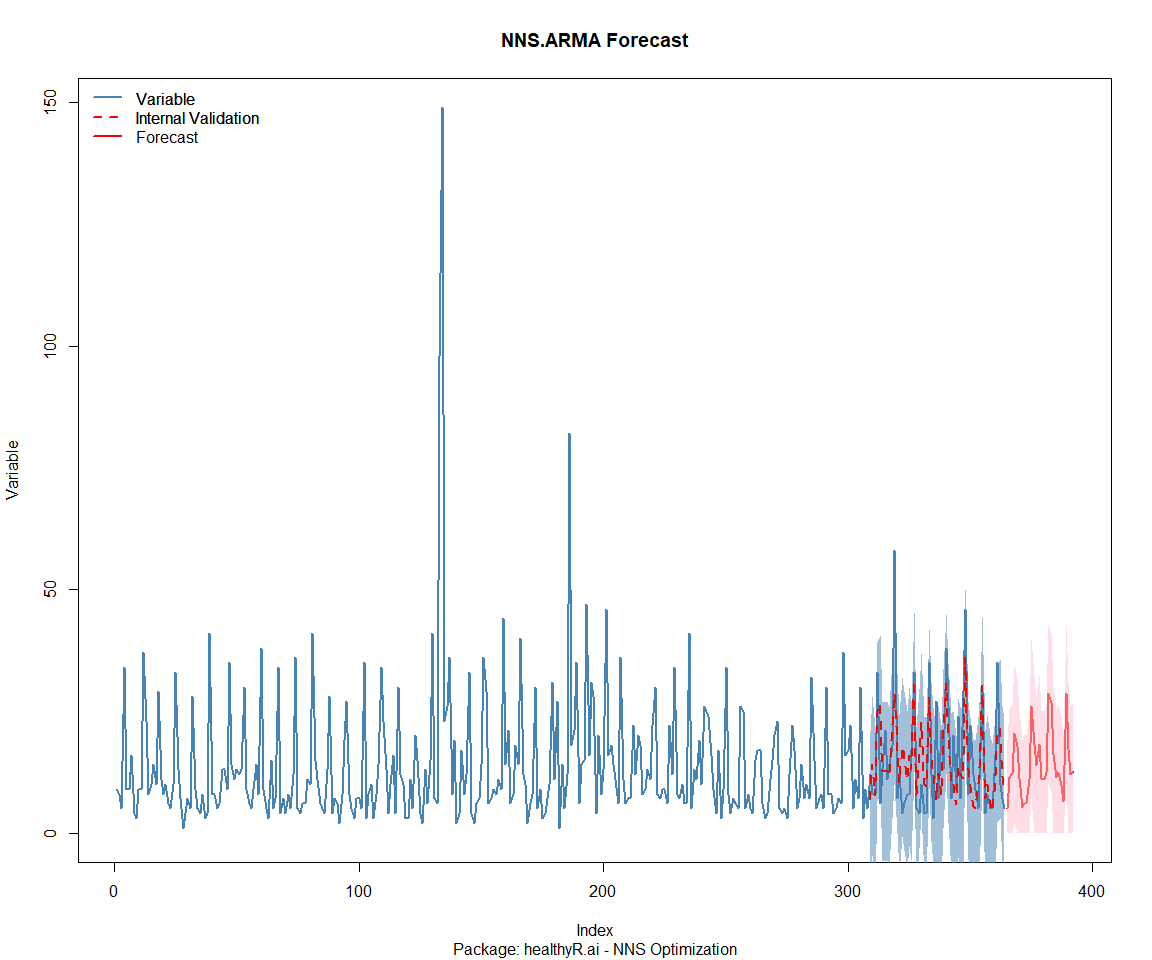 NNS.ARMA Forecast
Variable
Internal Validation
Forecast
150
100
50
0
Variable
0
100
200
300
400
Index
Package: healthyR.ai - NNS Optimization